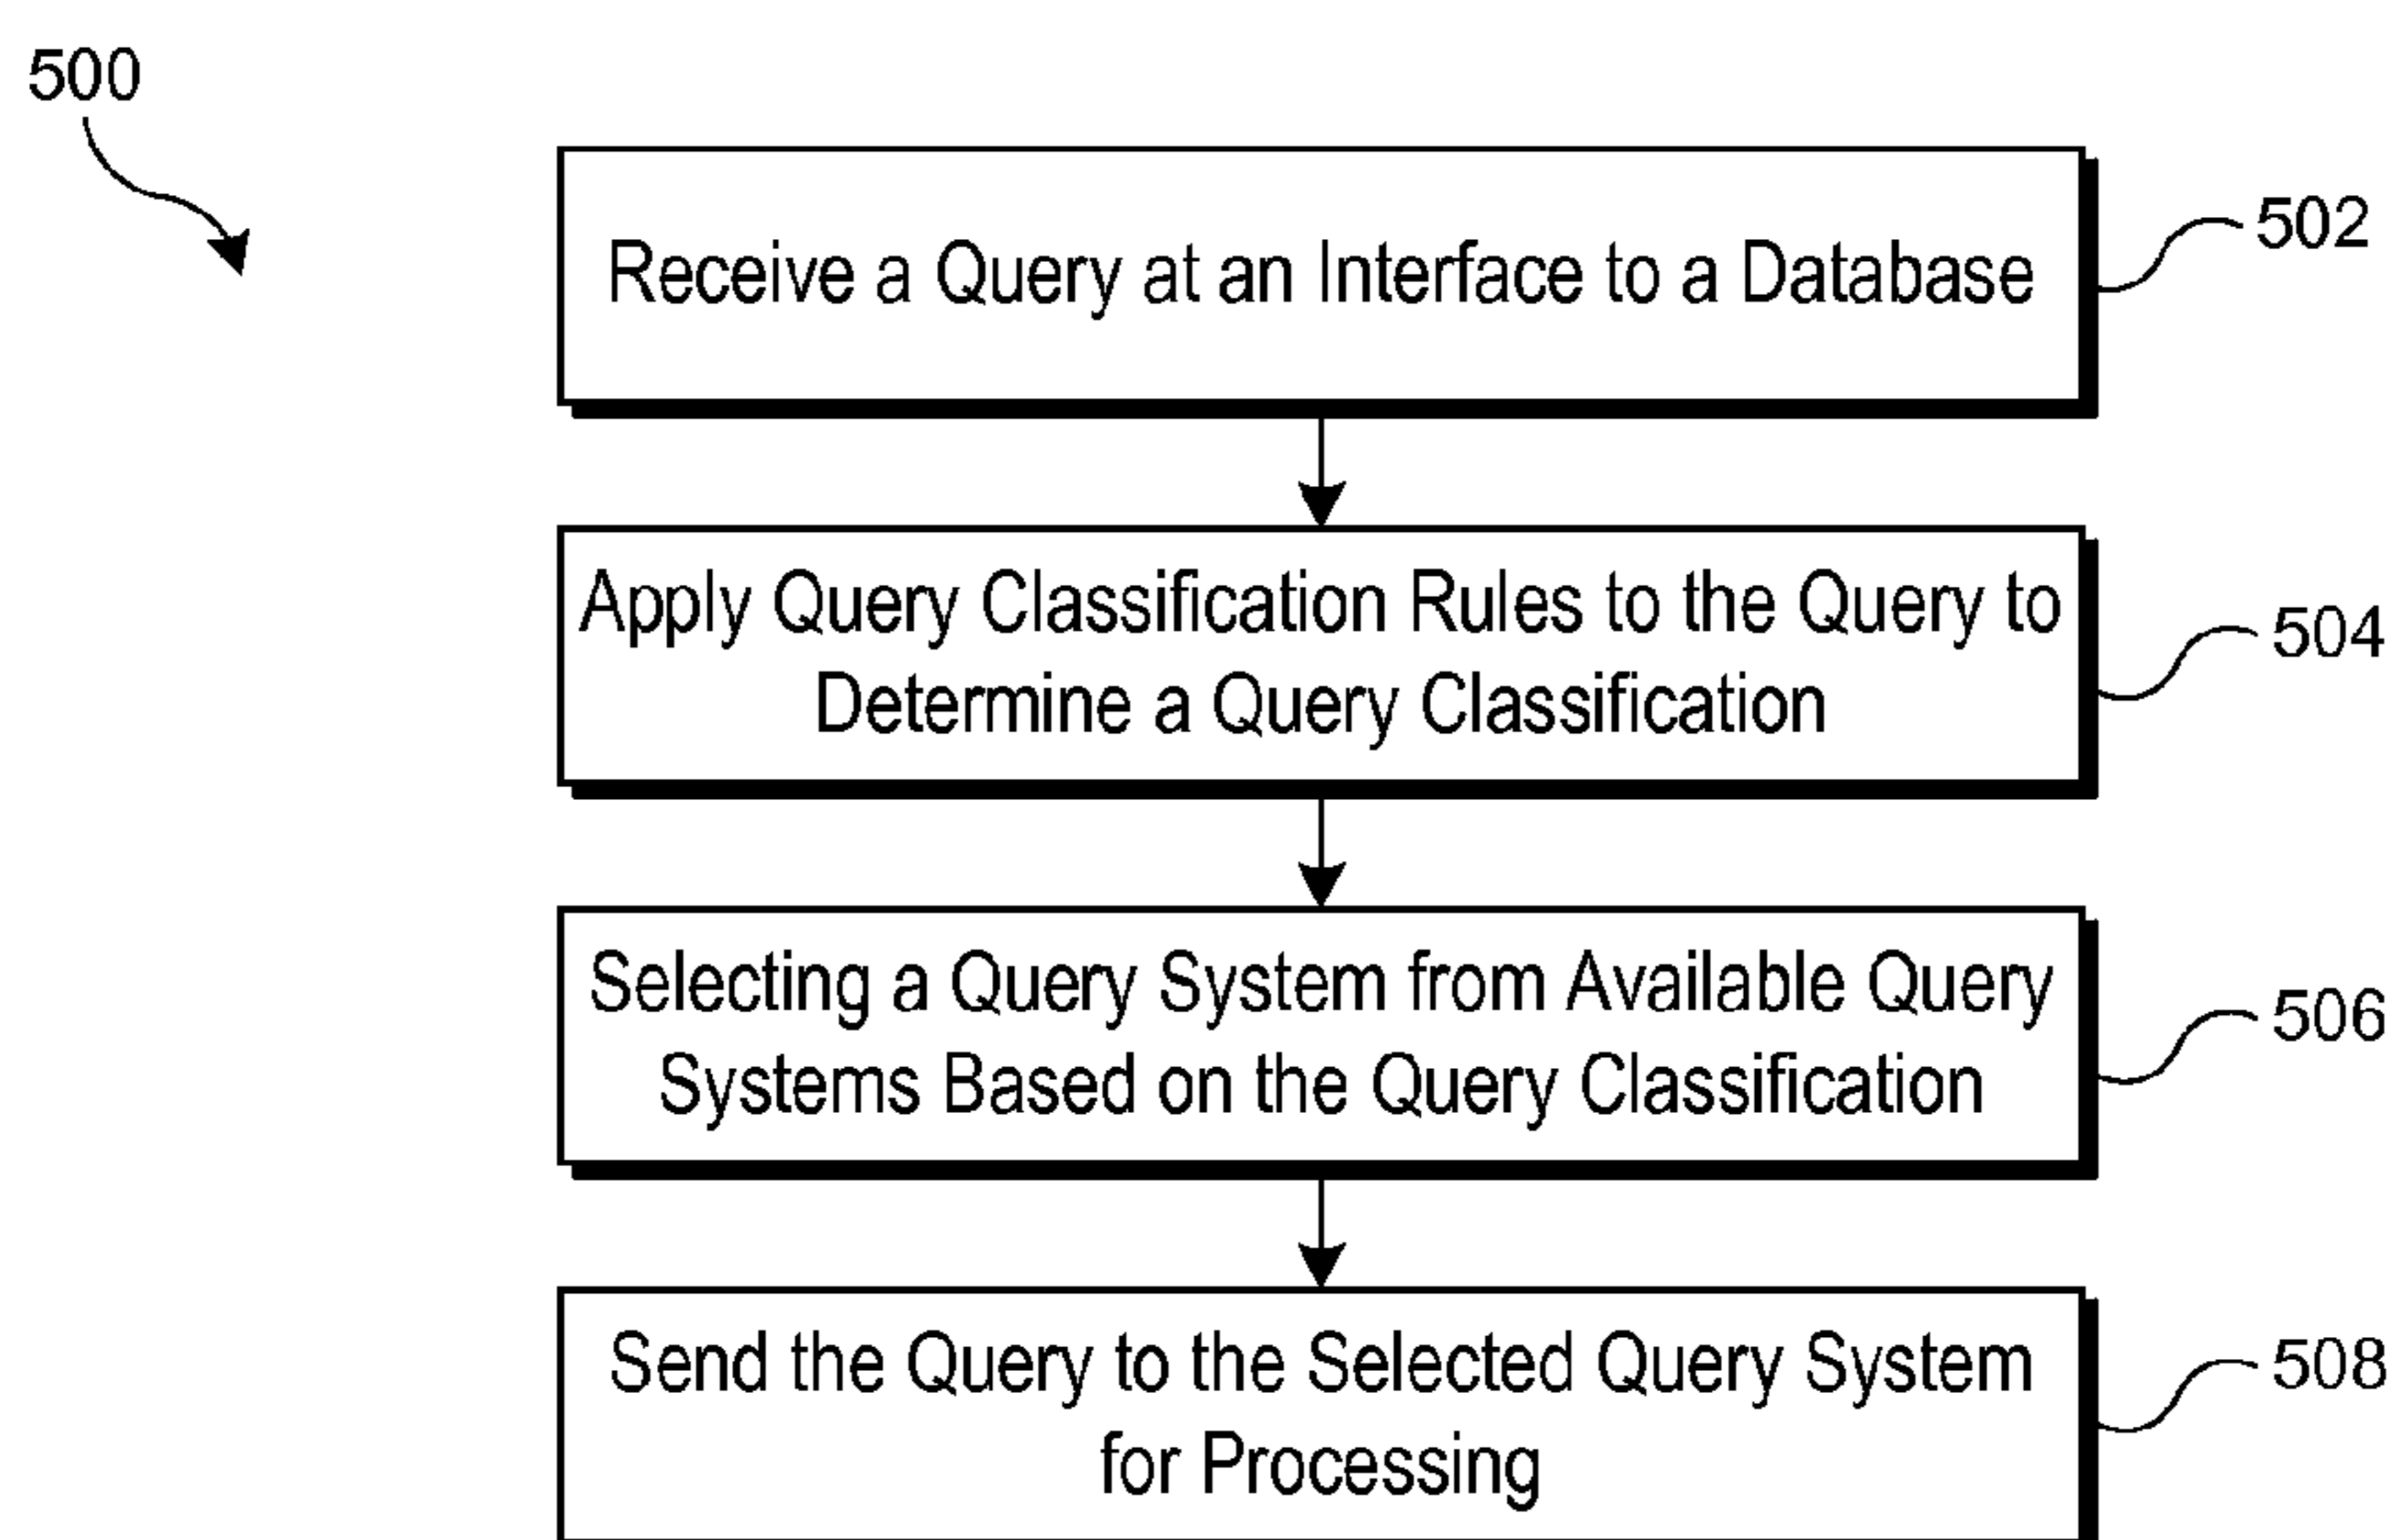 500
Receive a Query at an Interface to a Database
502
Apply Query Classification Rules to the Query to
Determine a Query Classification
504
Selecting a Query System from Available Query
Systems Based on the Query Classification
506
Send the Query to the Selected Query System
for Processing
508